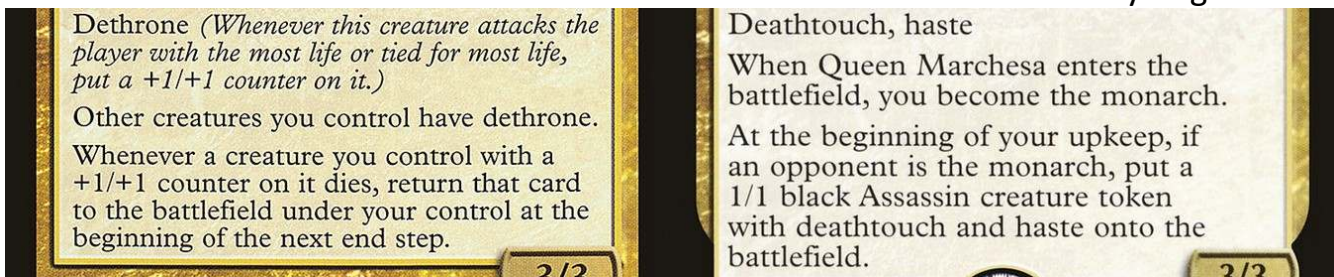 Dethrone (Whenever this creature attacks the
player with the most life or tied for most life,
put a +1/+1 counter on it.)
Other creatures you control have dethrone.
Whenever a creature you control with a
+1/+1 counter on it dies, return that card
to the battlefield under your control at the
beginning of the next end step.
Deathtouch, haste
When Queen Marchesa enters the
battlefield, you become the monarch.
At the beginning of your upkeep, if
an opponent is the monarch, put a
1/1 black Assassin creature token
with deathtouch and haste onto the
battlefield.